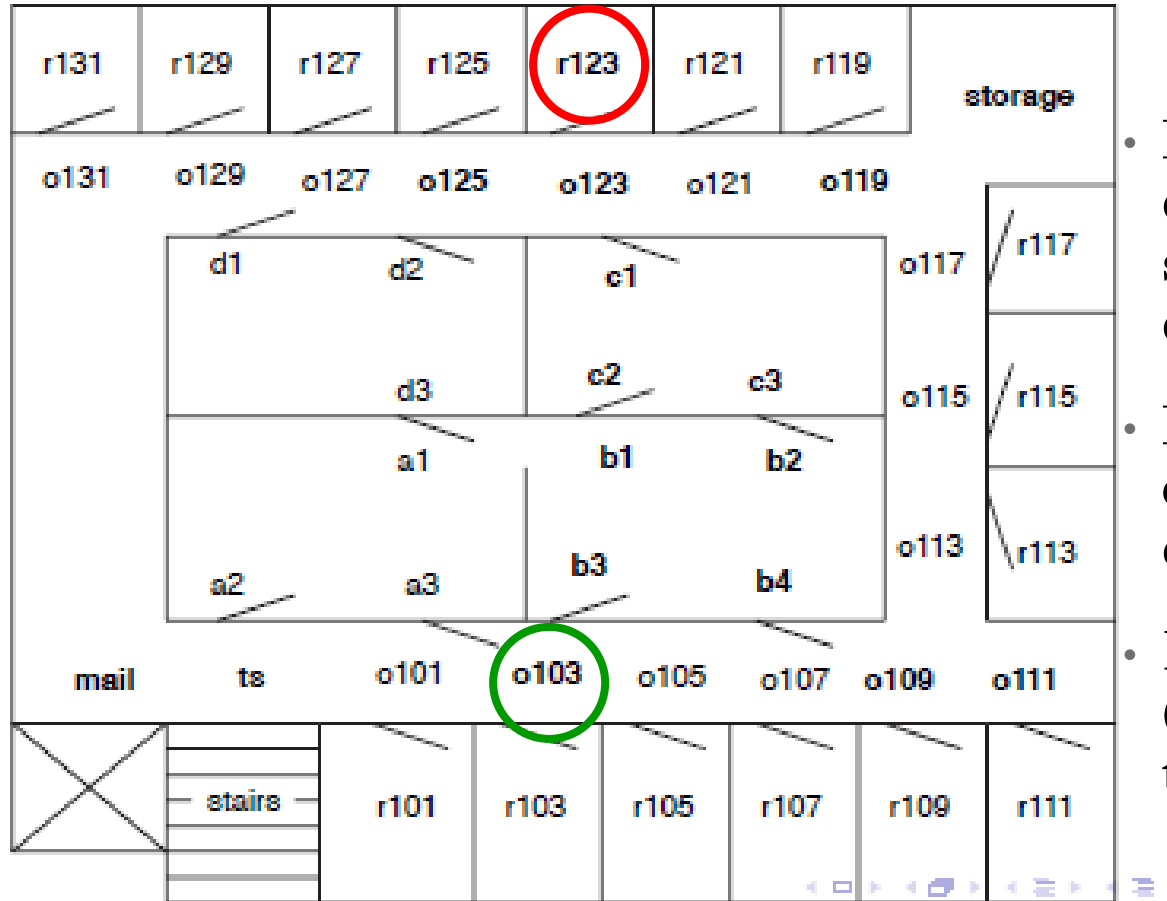 r131 r129 r127 r125 r123 r121 r119
storage
o131 o129 o127 o125 o123 o121 o119
d1 d2 c1 o117 r117
d3 c2 c3 o115 r115
a1 b1 b2
a2 a3 b3 b4 o113 r113
mail ts o101 o103 o105 o107 o109 o111
stairs r101 r103 r105 r107 r109 r111